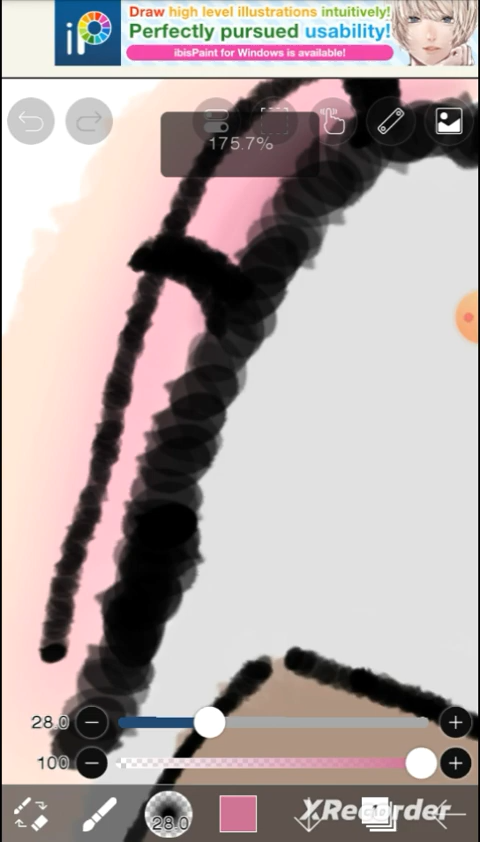 Draw high level illustrations intuitively!
iP
Perfectly pursued usability!
ibisPaint for Windows is available!
175.7%
28.0
100
28.0
XRecorder